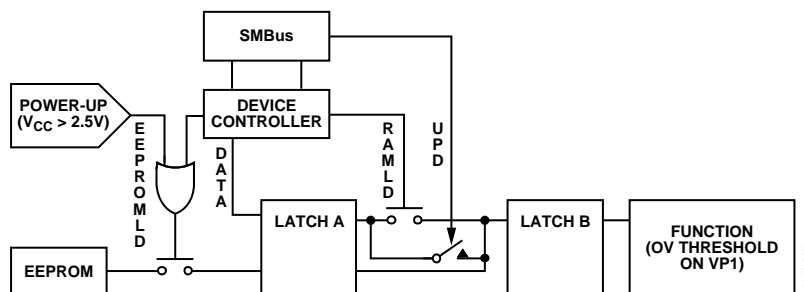 SMBus
POWER-UP
(VCC > 2.5V)
EEPROMLD
DEVICE
CONTROLLER
DATA
RAMLD
UPD
LATCH A
LATCH B
FUNCTION
(OV THRESHOLD
ON VP1)
EEPROM